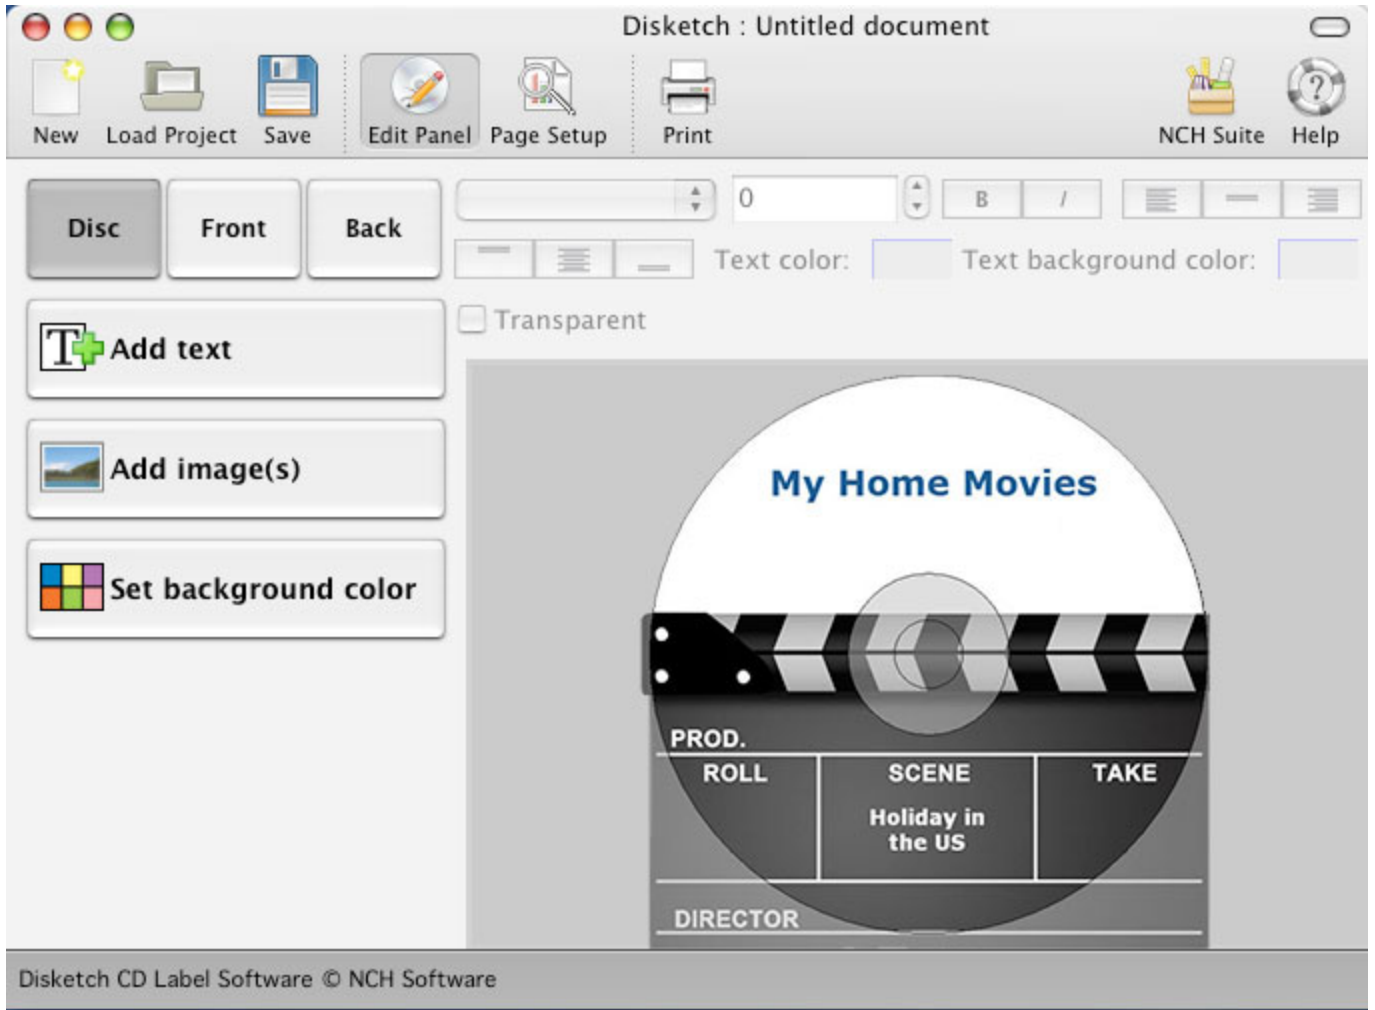 Disketch : Untitled document
New Load Project Save Edit Panel Page Setup Print NCH Suite Help
Disc Front Back 0 B I
Text color: Text background color:
Transparent
Add text
Add image(s)
Set background color
My Home Movies
PROD.
ROLL SCENE TAKE
Holiday in
the US
DIRECTOR
Disketch CD Label Software © NCH Software